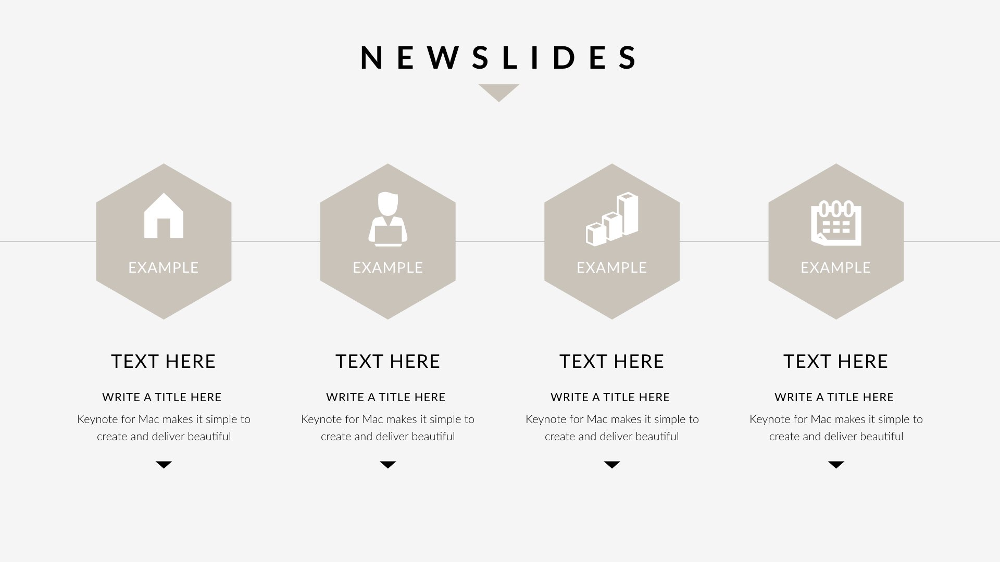 NEWSLIDES
EXAMPLE
EXAMPLE
EXAMPLE
EXAMPLE
TEXT HERE
TEXT HERE
TEXT HERE
TEXT HERE
WRITE A TITLE HERE
Keynote for Mac makes it simple to
create and deliver beautiful
WRITE A TITLE HERE
Keynote for Mac makes it simple to
create and deliver beautiful
WRITE A TITLE HERE
Keynote for Mac makes it simple to
create and deliver beautiful
WRITE A TITLE HERE
Keynote for Mac makes it simple to
create and deliver beautiful